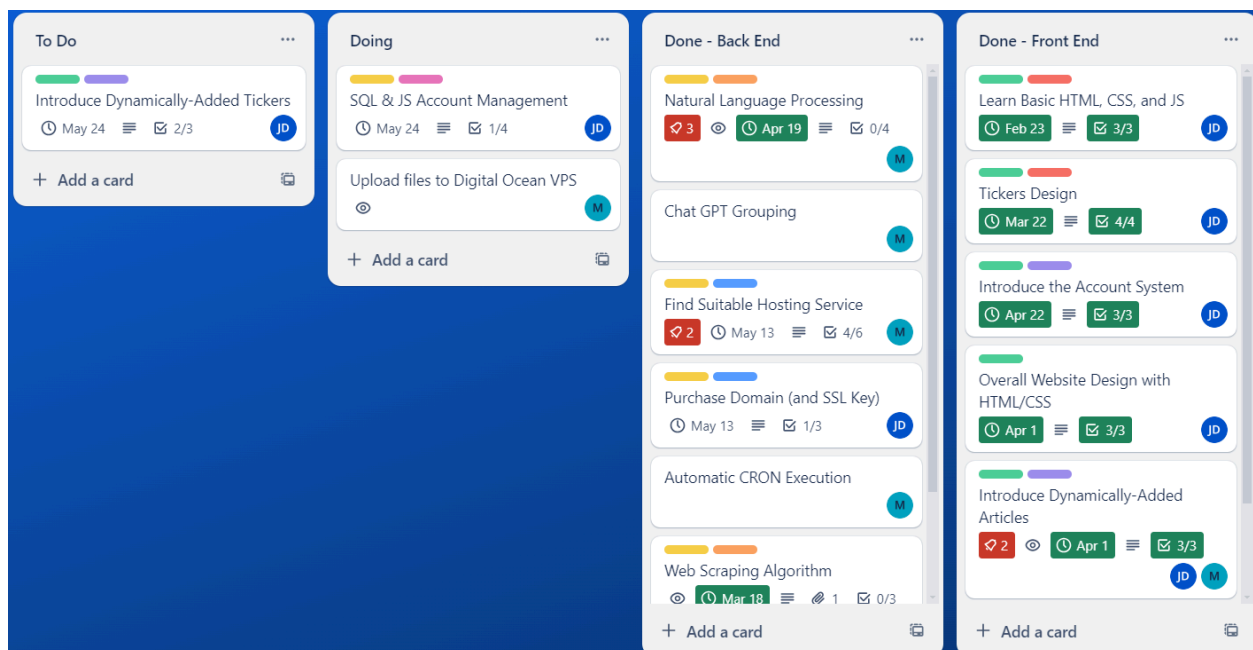 To Do
Introduce Dynamically-Added Tickers
May 24 2/3 JD
Add a card
Doing
SQL & JS Account Management
May 24 1/4 JD
Upload files to Digital Ocean VPS
M
Add a card
Done - Back End
Natural Language Processing
3 Apr 19 0/4
M
Chat GPT Grouping
M
Find Suitable Hosting Service
2 May 13 4/6 M
Purchase Domain (and SSL Key)
May 13 1/3 JD
Automatic CRON Execution
M
Web Scraping Algorithm
Mar 18 1 0/3
Add a card
Done - Front End
Learn Basic HTML, CSS, and JS
Feb 23 3/3 JD
Tickers Design
Mar 22 4/4 JD
Introduce the Account System
Apr 22 3/3 JD
Overall Website Design with
HTML/CSS
Apr 1 3/3 JD
Introduce Dynamically-Added
Articles
2 Apr 1 3/3
JD M
Add a card